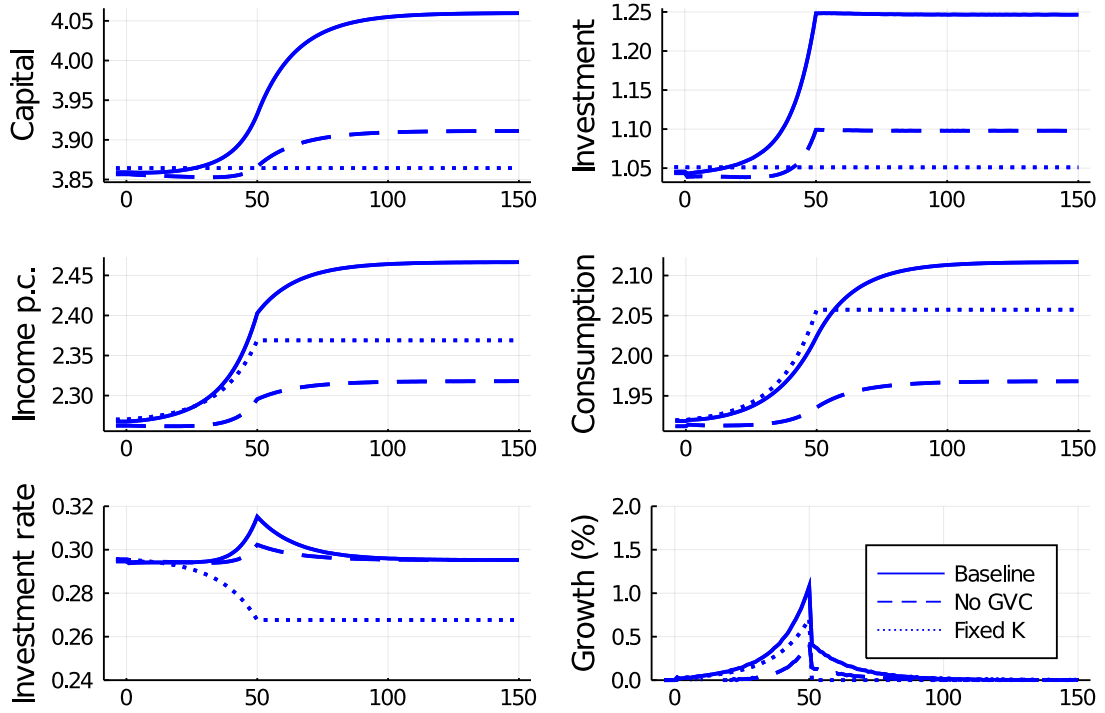 Capital
4.05
4.00
3.95
3.90
3.85
0 50 100 150
Investment
1.25
1.20
1.15
1.10
1.05
0 50 100 150
Income p.c.
2.45
2.40
2.35
2.30
0 50 100 150
Consumption
2.10
2.05
2.00
1.95
0 50 100 150
Investment rate
0.32
0.30
0.28
0.26
0.24
0 50 100 150
Growth (%)
2.0
1.5
1.0
0.5
0.0
0 50 100 150
Baseline
No GVC
Fixed K